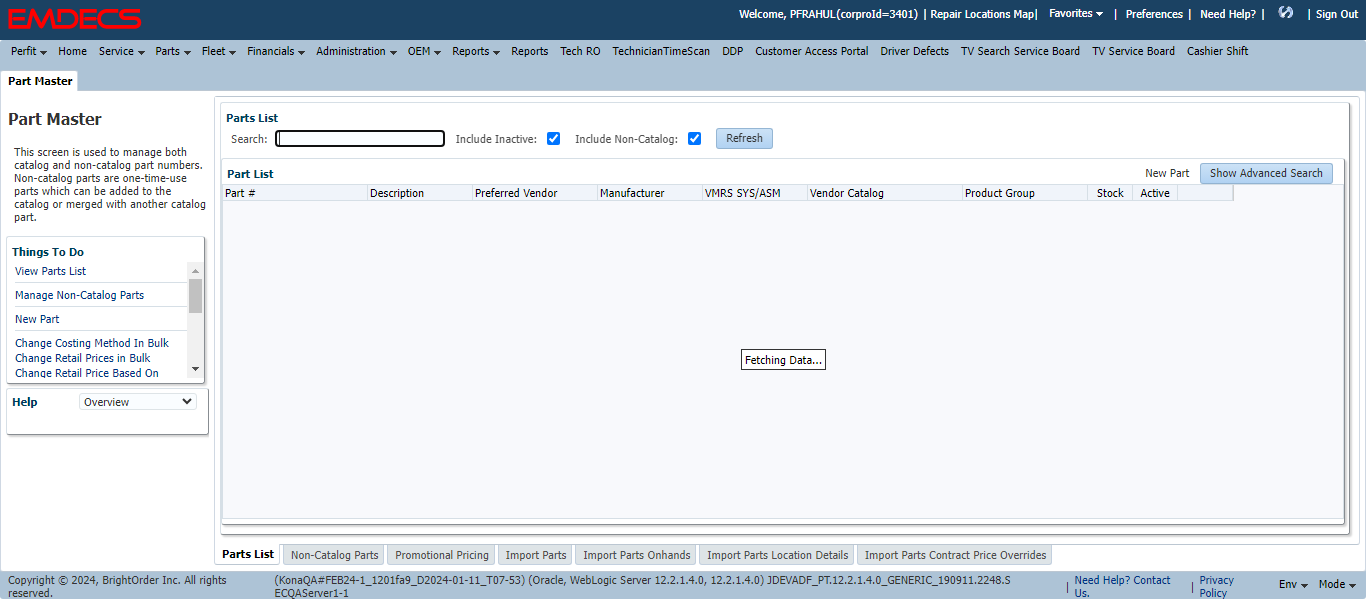 EMDECS
Welcome, PFRAHUL(corproId=3401) | Repair Locations Map| Favorites | Preferences | Need Help? | | Sign Out
Perfit Home Service Parts Fleet Financials Administration OEM Reports Reports Tech RO TechnicianTimeScan DDP Customer Access Portal Driver Defects TV Search Service Board TV Service Board Cashier Shift
Part Master
Part Master
This screen is used to manage both
catalog and non-catalog part numbers.
Non-catalog parts are one-time-use
parts which can be added to the
catalog or merged with another catalog
part.
Things To Do
View Parts List
Manage Non-Catalog Parts
New Part
Change Costing Method In Bulk
Change Retail Prices in Bulk
Change Retail Price Based On
Help Overview
Parts List
Search: Include Inactive: Include Non-Catalog: Refresh
Part List New Part Show Advanced Search
Part # Description Preferred Vendor Manufacturer VMRS SYS/ASM Vendor Catalog Product Group Stock Active
Fetching Data...
Parts List Non-Catalog Parts Promotional Pricing Import Parts Import Parts Onhands Import Parts Location Details Import Parts Contract Price Overrides
Copyright © 2024, BrightOrder Inc. All rights
reserved.
(KonaQA#FEB24-1_1201fa9_D2024-01-11_T07-53) (Oracle, WebLogic Server 12.2.1.4.0, 12.2.1.4.0) JDEVADF_PT.12.2.1.4.0_GENERIC_190911.2248.S
ECQAServer1-1
| Need Help? Contact
Us.
| Privacy
Policy
Env Mode